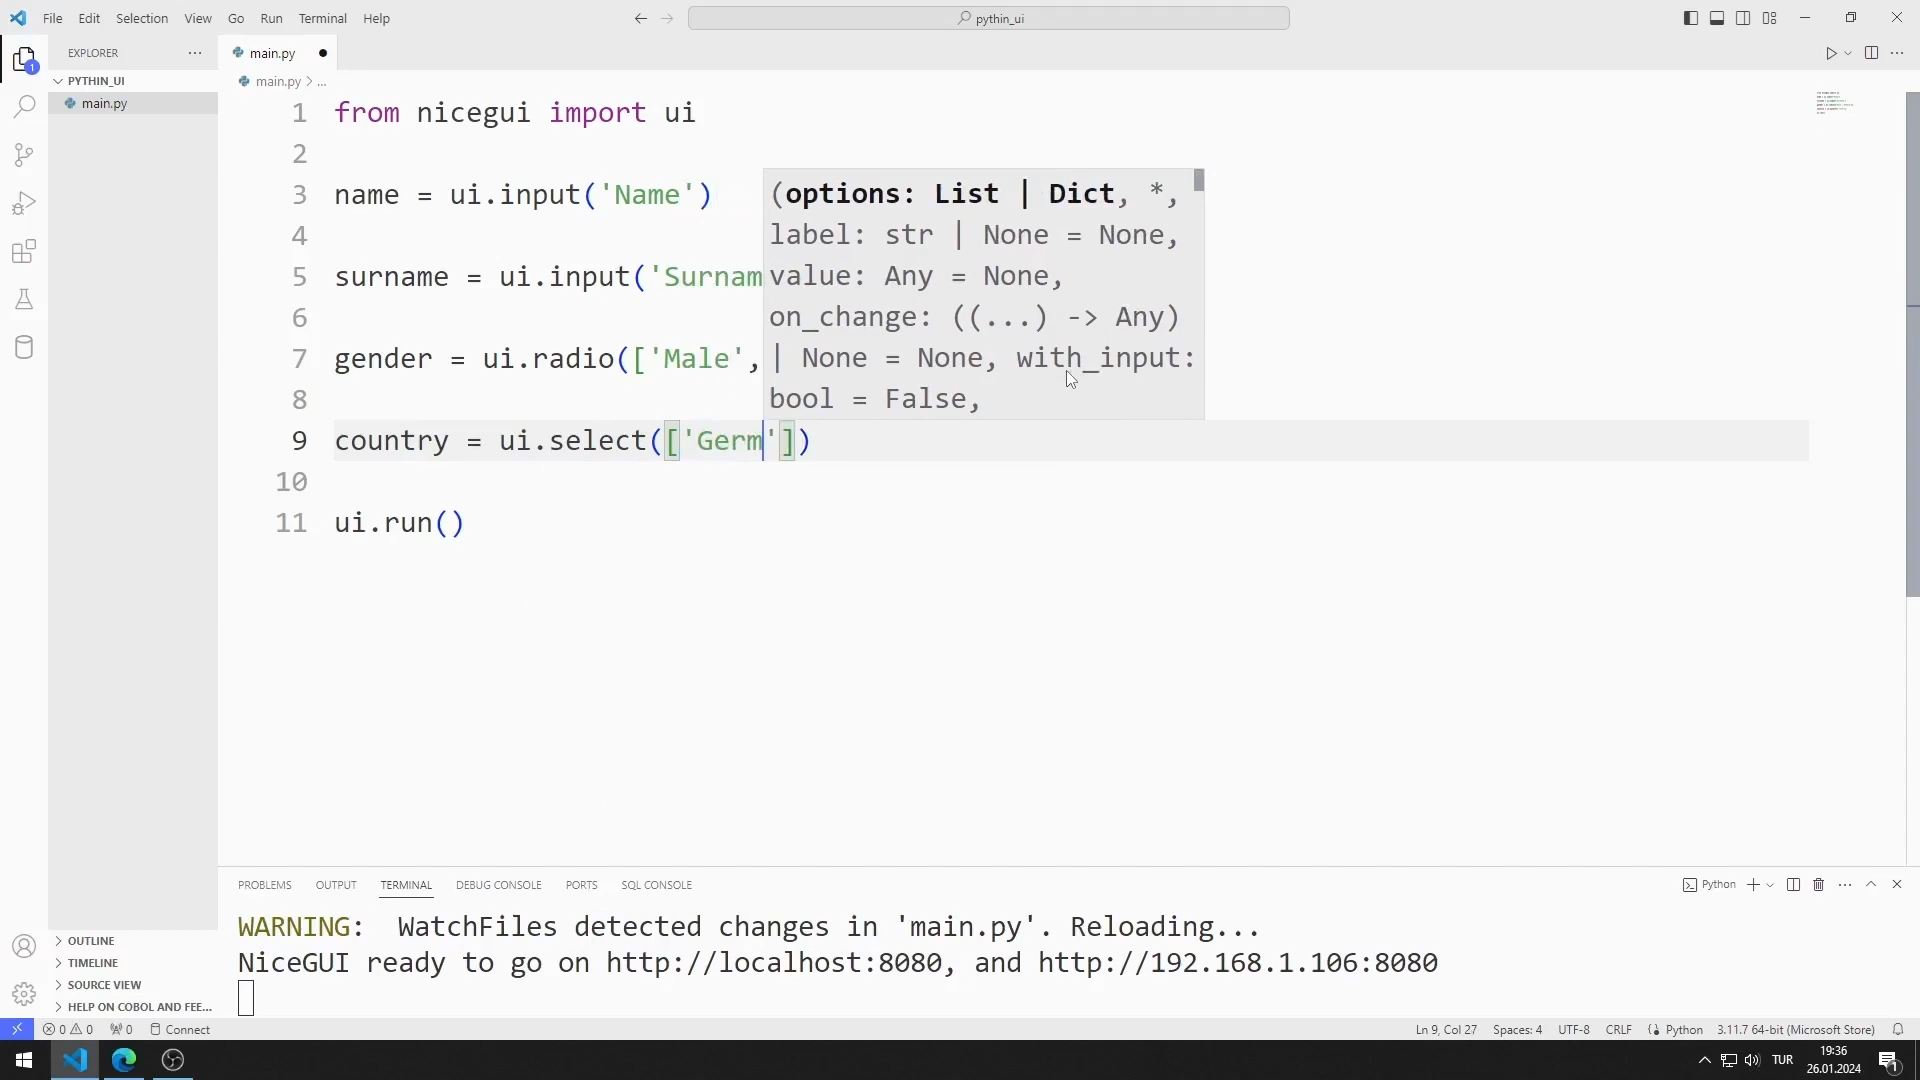 File Edit Selection View Go Run Terminal Help
pythin_ui
EXPLORER
main.py
1
PYTHIN_UI
main.py > ...
main.py
1 from nicegui import ui
2
3 name = ui.input('Name')
4
5 surname = ui.input('Surnam
6
7 gender = ui.radio(['Male',
8
9 country = ui.select(['Germ'])
10
11 ui.run()
(options: List | Dict, *,
label: str | None = None,
value: Any = None,
on_change: ((...) -> Any)
| None = None, with_input:
bool = False,
PROBLEMS OUTPUT TERMINAL DEBUG CONSOLE PORTS SQL CONSOLE
Python
WARNING: WatchFiles detected changes in 'main.py'. Reloading...
NiceGUI ready to go on http://localhost:8080, and http://192.168.1.106:8080
OUTLINE
TIMELINE
SOURCE VIEW
HELP ON COBOL AND FEE...
0 0 0 Connect
Ln 9, Col 27 Spaces: 4 UTF-8 CRLF Python 3.11.7 64-bit (Microsoft Store)
TUR
19:36
26.01.2024
1